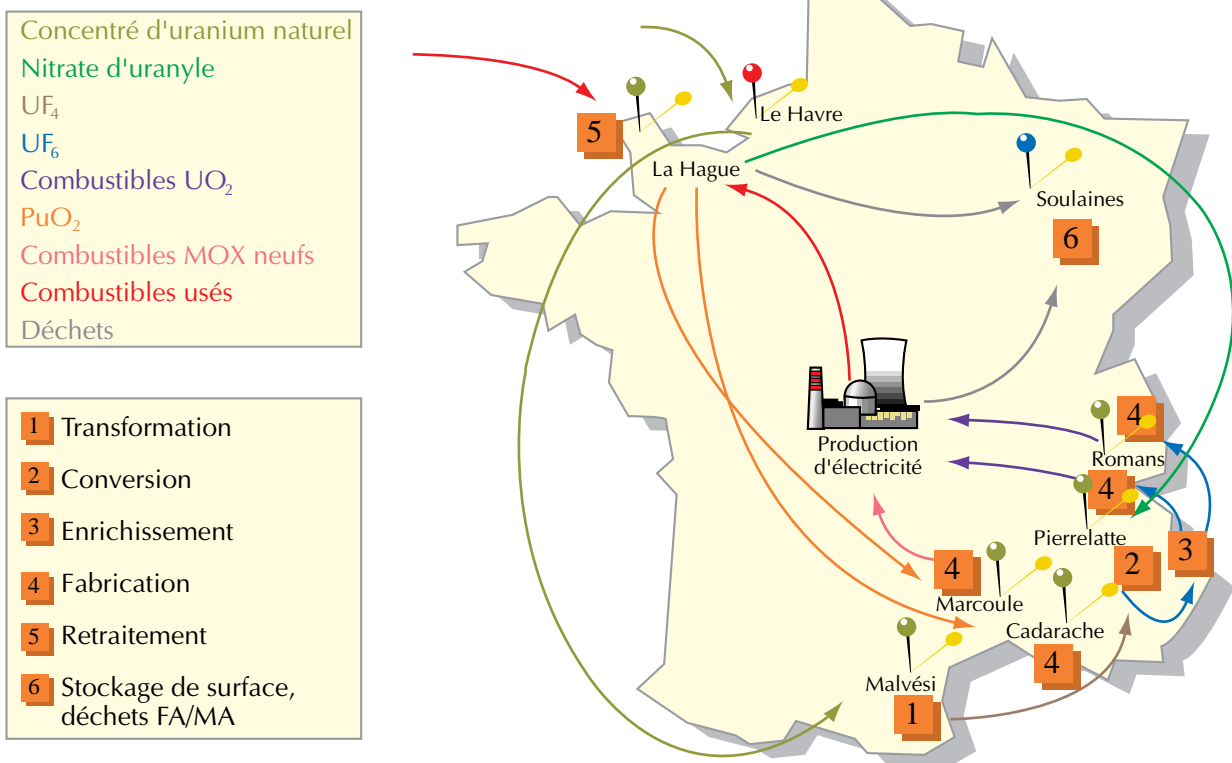 Concentré d'uranium naturel
Nitrate d'uranyle
UF₄
UF₆
Combustibles UO₂
PuO₂
Combustibles MOX neufs
Combustibles usés
Déchets
1 Transformation
2 Conversion
3 Enrichissement
4 Fabrication
5 Retraitement
6 Stockage de surface,
déchets FA/MA
5
Le Havre
La Hague
Soulaines
6
Production
d'électricité
4
Romans
4
Pierrelatte
2
3
4
Marcoule
Cadarache
4
Malvési
1